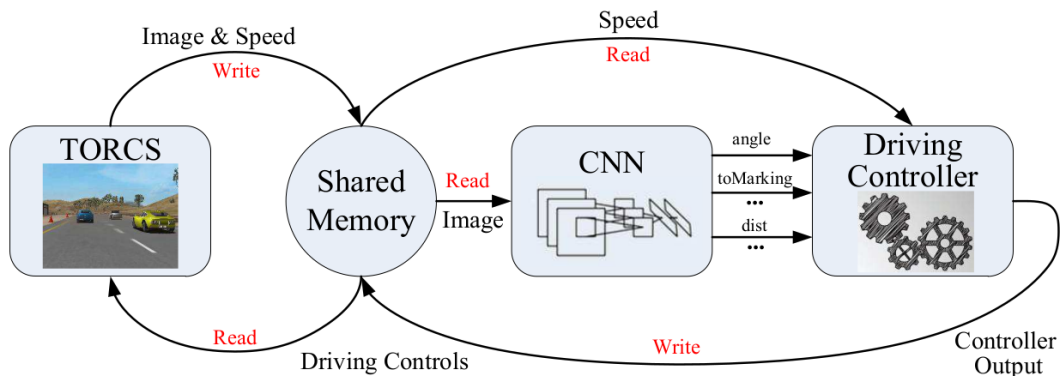 Image & Speed
Write
Speed
Read
TORCS
Shared
Memory
Read
Image
CNN
angle
toMarking
...
dist
...
Driving
Controller
Read
Driving Controls
Write
Controller
Output